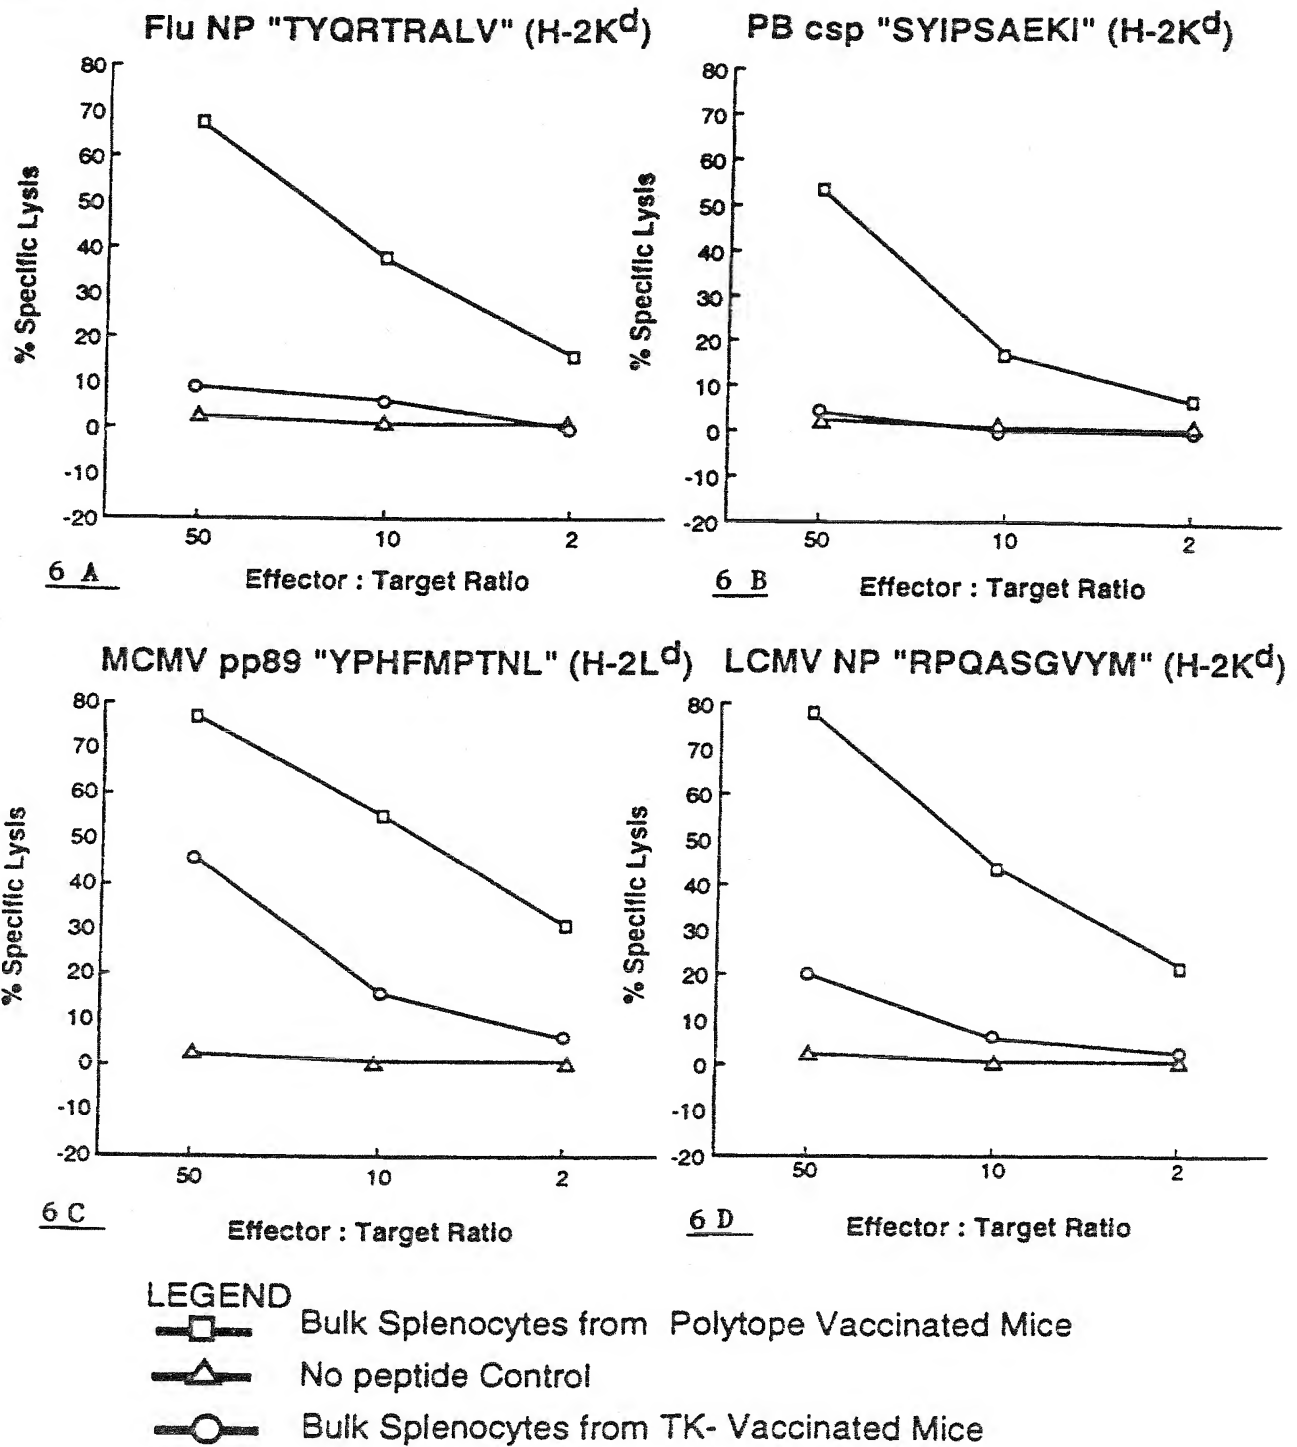 Flu NP "TYQRTRALV" (H-2Kd)
80
70
60
50
40
30
20
10
0
-10
-20
% Specific Lysis
50 10 2
6 A
Effector : Target Ratio
PB csp "SYIPSAEKI" (H-2Kd)
80
70
60
50
40
30
20
10
0
-10
-20
% Specific Lysis
50 10 2
6 B
Effector : Target Ratio
MCMV pp89 "YPHFMPTNL" (H-2Ld)
80
70
60
50
40
30
20
10
0
-10
-20
% Specific Lysis
50 10 2
6 C
Effector : Target Ratio
LCMV NP "RPQASGVYM" (H-2Kd)
80
70
60
50
40
30
20
10
0
-10
-20
% Specific Lysis
50 10 2
6 D
Effector : Target Ratio
LEGEND
Bulk Splenocytes from Polytope Vaccinated Mice
No peptide Control
Bulk Splenocytes from TK- Vaccinated Mice